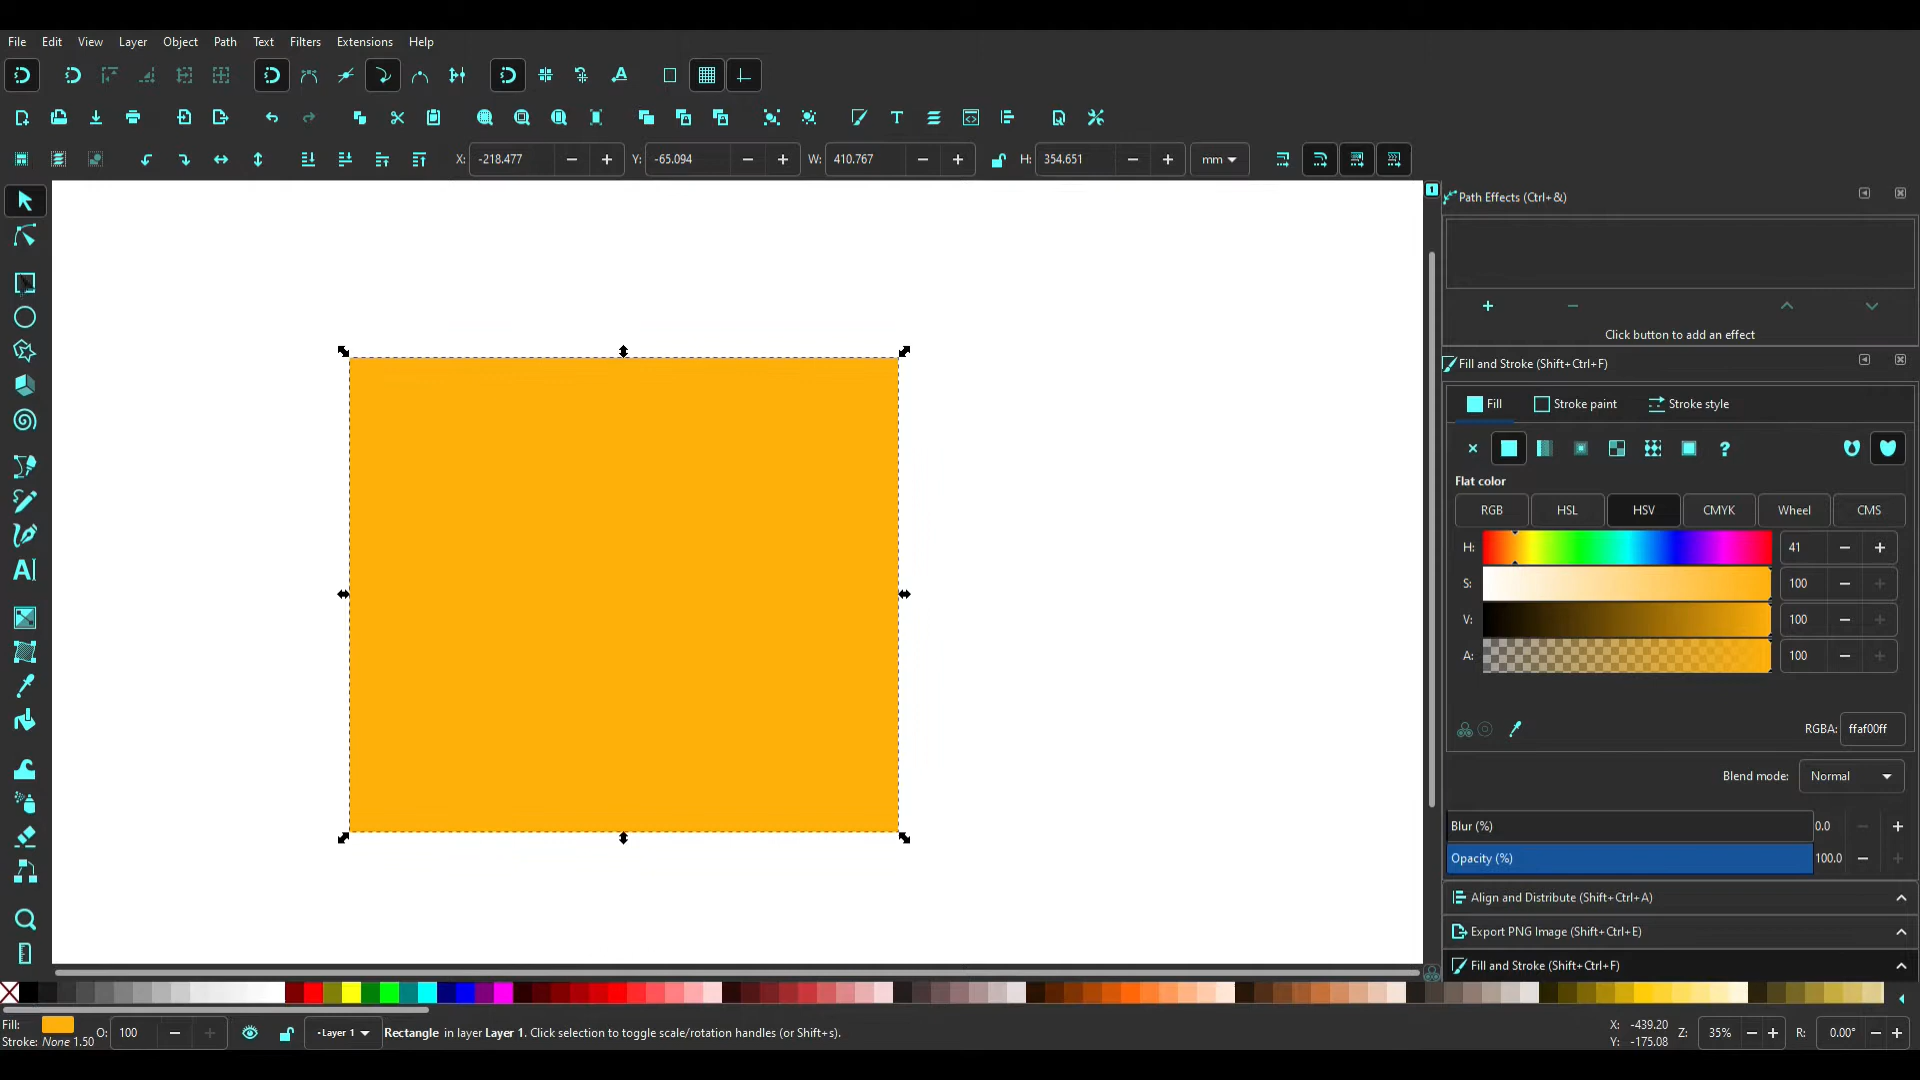 File Edit View Layer Object Path Text Filters Extensions Help
X: -218.477 Y: -65.094 W: 410.767 H: 354.651 mm
1
Path Effects (Ctrl+&)
Click button to add an effect
Fill and Stroke (Shift+Ctrl+F)
Fill Stroke paint Stroke style
Flat color
RGB HSL HSV CMYK Wheel CMS
H: 41
S: 100
V: 100
A: 100
RGBA: ffaf00ff
Blend mode: Normal
Blur (%) 0.0
Opacity (%) 100.0
Align and Distribute (Shift+Ctrl+A)
Export PNG Image (Shift+Ctrl+E)
Fill and Stroke (Shift+Ctrl+F)
Fill:
Stroke: None 1.50
O: 100
Layer 1
Rectangle in layer Layer 1. Click selection to toggle scale/rotation handles (or Shift+s).
X: -439.20
Y: -175.08
Z: 35%
R: 0.00°